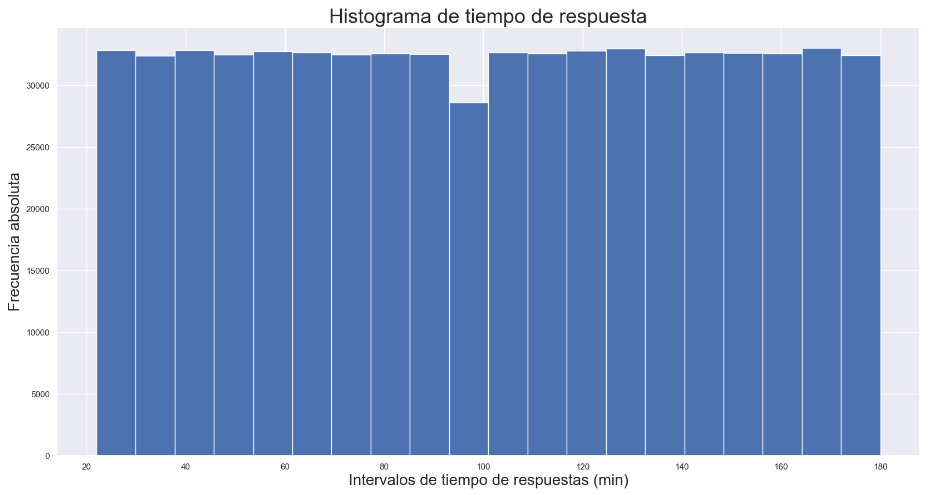 Histograma de tiempo de respuesta
Frecuencia absoluta
30000
25000
20000
15000
10000
5000
0
20 40 60 80 100 120 140 160 180
Intervalos de tiempo de respuestas (min)